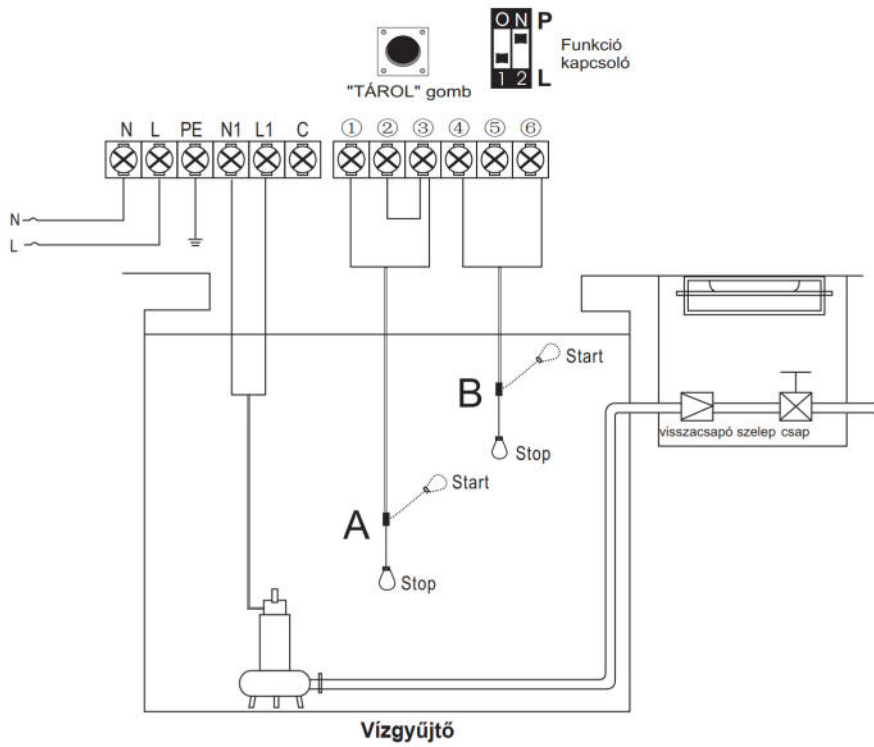 ON P
1 2 L
Funkció
kapcsoló
"TÁROL" gomb
N L PE N1 L1 C ① ② ③ ④ ⑤ ⑥
N
L
B
Start
Stop
A
Start
Stop
visszacsapó szelep csap
Vízgyűjtő